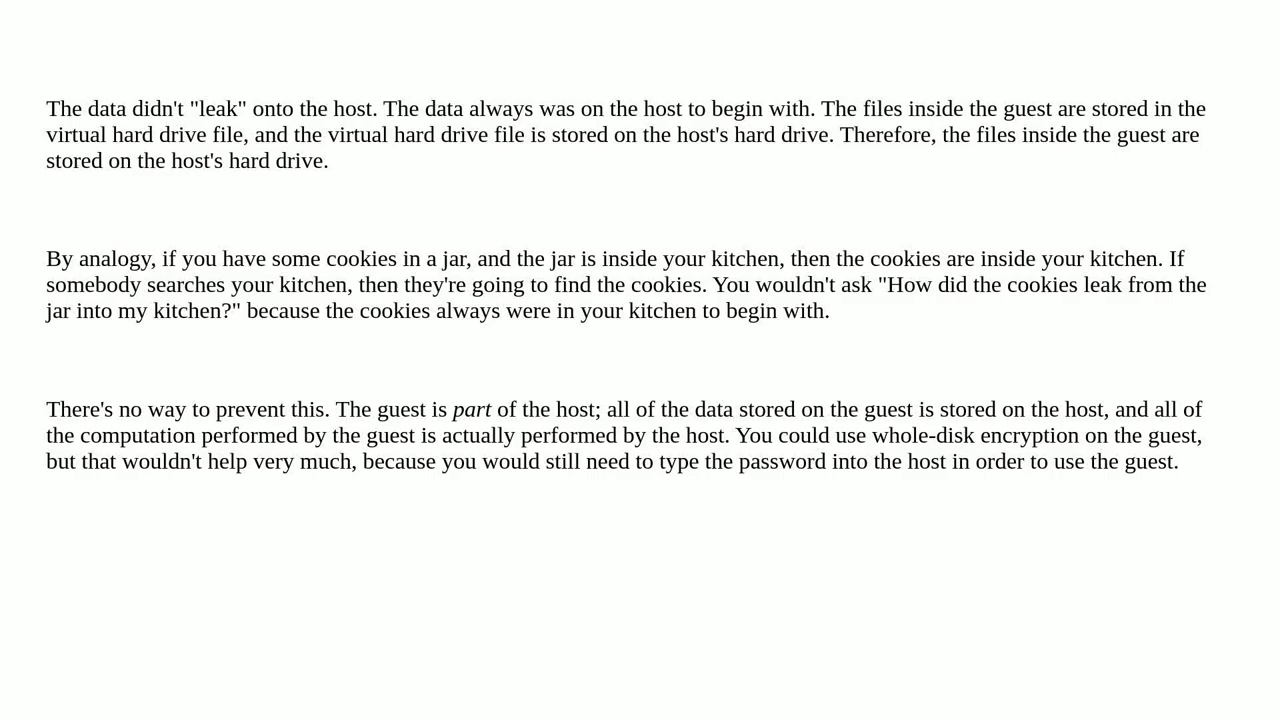 The data didn't "leak" onto the host. The data always was on the host to begin with. The files inside the guest are stored in the
virtual hard drive file, and the virtual hard drive file is stored on the host's hard drive. Therefore, the files inside the guest are
stored on the host's hard drive.
By analogy, if you have some cookies in a jar, and the jar is inside your kitchen, then the cookies are inside your kitchen. If
somebody searches your kitchen, then they're going to find the cookies. You wouldn't ask "How did the cookies leak from the
jar into my kitchen?" because the cookies always were in your kitchen to begin with.
There's no way to prevent this. The guest is part of the host; all of the data stored on the guest is stored on the host, and all of
the computation performed by the guest is actually performed by the host. You could use whole-disk encryption on the guest,
but that wouldn't help very much, because you would still need to type the password into the host in order to use the guest.